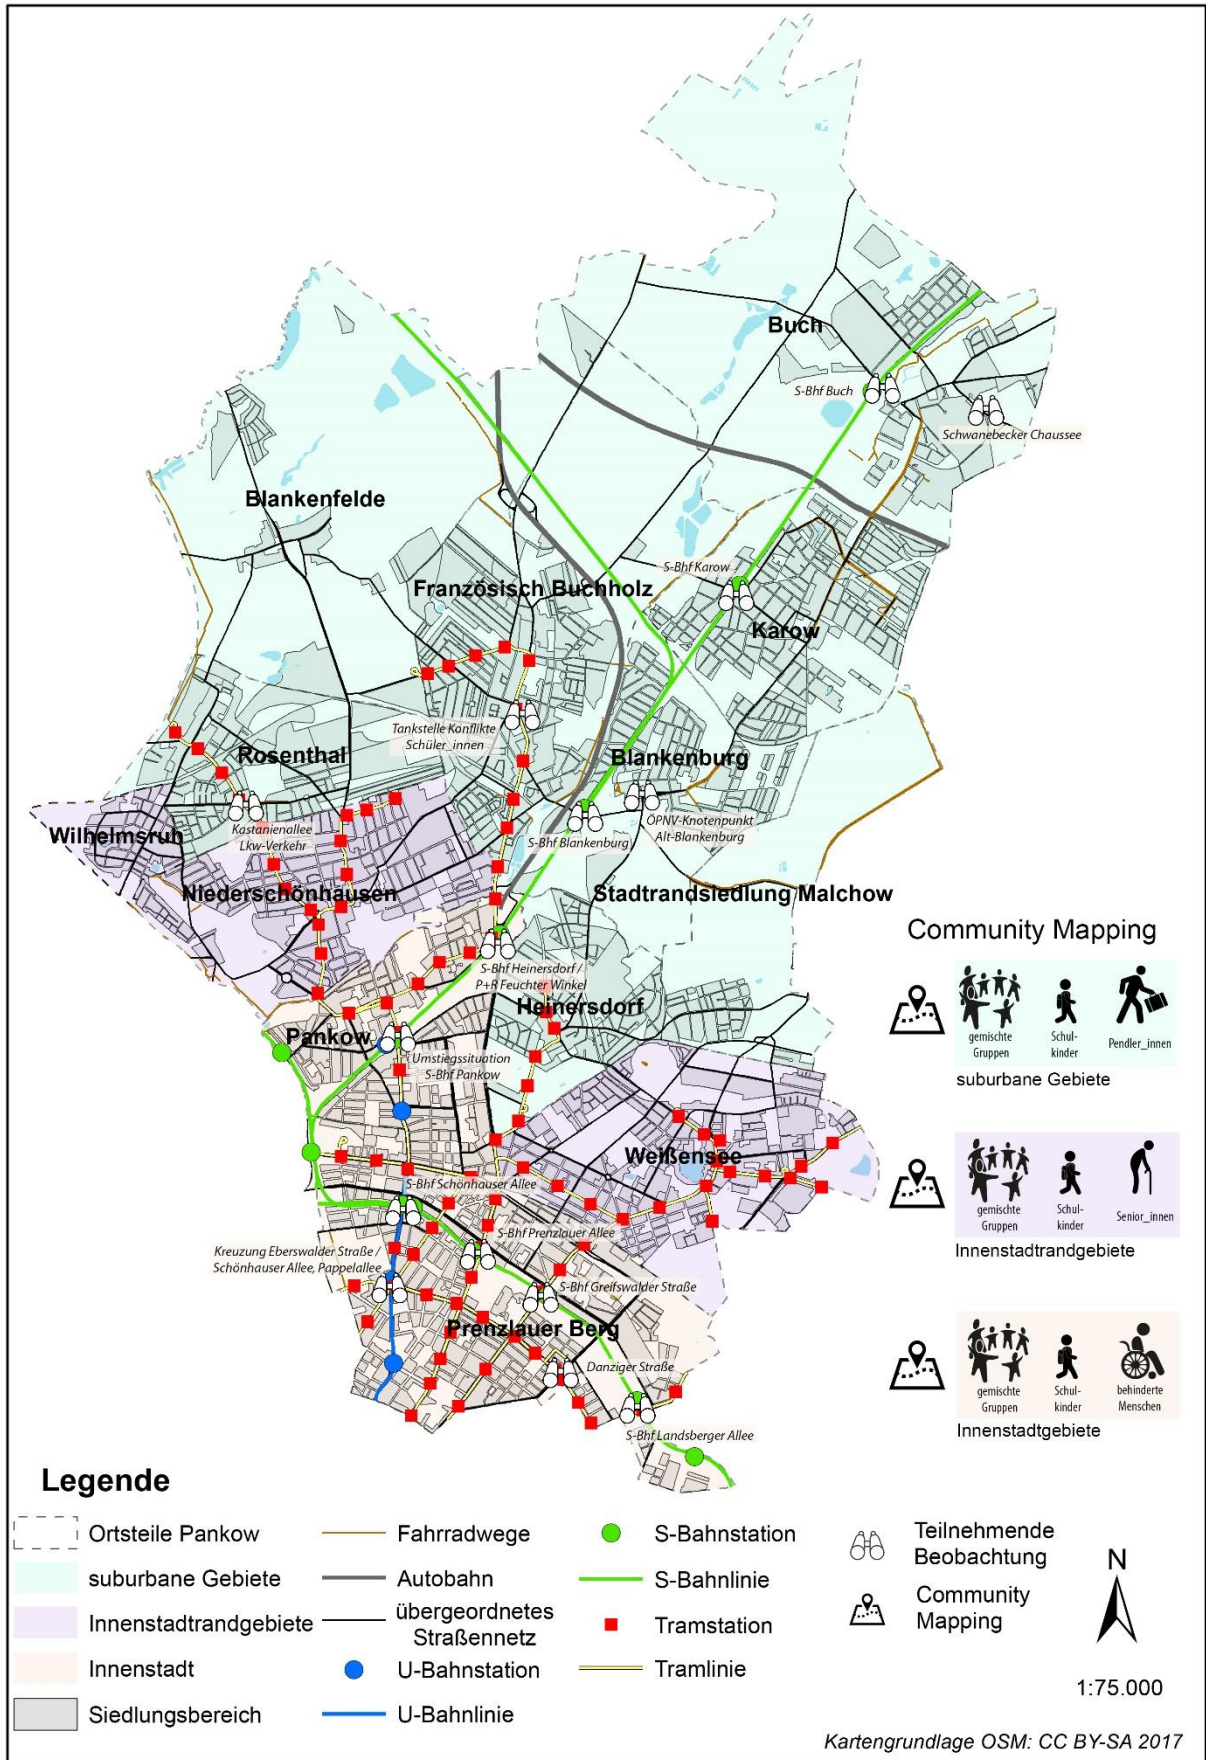 Buch
S-Bhf Buch
Schwanebecker Chaussee
Blankenfelde
Französisch Buchholz
S-Bhf Karow
Karow
Tankstelle Konflikte
Schüler_innen
Rosenthal
Blankenburg
Wilhelmsruh
Kastanienallee
Lkw-Verkehr
S-Bhf Blankenburg
ÖPNV-Knotenpunkt
Alt-Blankenburg
Niederschönhausen
Stadtrandsiedlung Malchow
S-Bhf Heinersdorf /
P+R Feuchter Winkel
Heinersdorf
Pankow
Umstiegssituation
S-Bhf Pankow
Weißensee
S-Bhf Schönhauser Allee
S-Bhf Prenzlauer Allee
Kreuzung Eberswalder Straße /
Schönhauser Allee, Pappelallee
S-Bhf Greifswalder Straße
Prenzlauer Berg
Danziger Straße
S-Bhf Landsberger Allee
Community Mapping
gemischte
Gruppen
Schul-
kinder
Pendler_innen
suburbane Gebiete
gemischte
Gruppen
Schul-
kinder
Senior_innen
Innenstadtrandgebiete
gemischte
Gruppen
Schul-
kinder
behinderte
Menschen
Innenstadtgebiete
Legende
Ortsteile Pankow
suburbane Gebiete
Innenstadtrandgebiete
Innenstadt
Siedlungsbereich
Fahrradwege
Autobahn
übergeordnetes
Straßennetz
U-Bahnstation
U-Bahnlinie
S-Bahnstation
S-Bahnlinie
Tramstation
Tramlinie
Teilnehmende
Beobachtung
Community
Mapping
N
1:75.000
Kartengrundlage OSM: CC BY-SA 2017